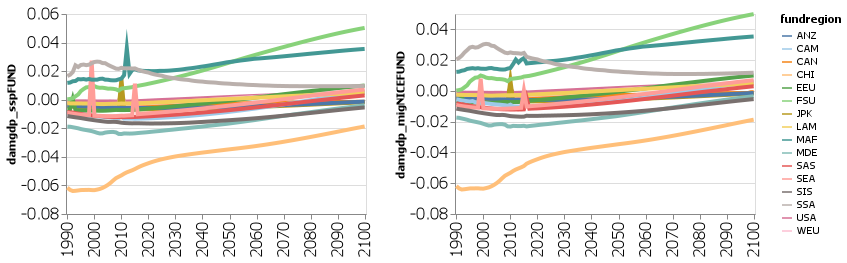 damgdp_sspFUND
0.06
0.04
0.02
0.00
-0.02
-0.04
-0.06
-0.08
1990
2000
2010
2020
2030
2040
2050
2060
2070
2080
2090
2100
damgdp_migNICEFUND
0.04
0.02
0.00
-0.02
-0.04
-0.06
-0.08
1990
2000
2010
2020
2030
2040
2050
2060
2070
2080
2090
2100
fundregion
ANZ
CAM
CAN
CHI
EEU
FSU
JPK
LAM
MAF
MDE
SAS
SEA
SIS
SSA
USA
WEU